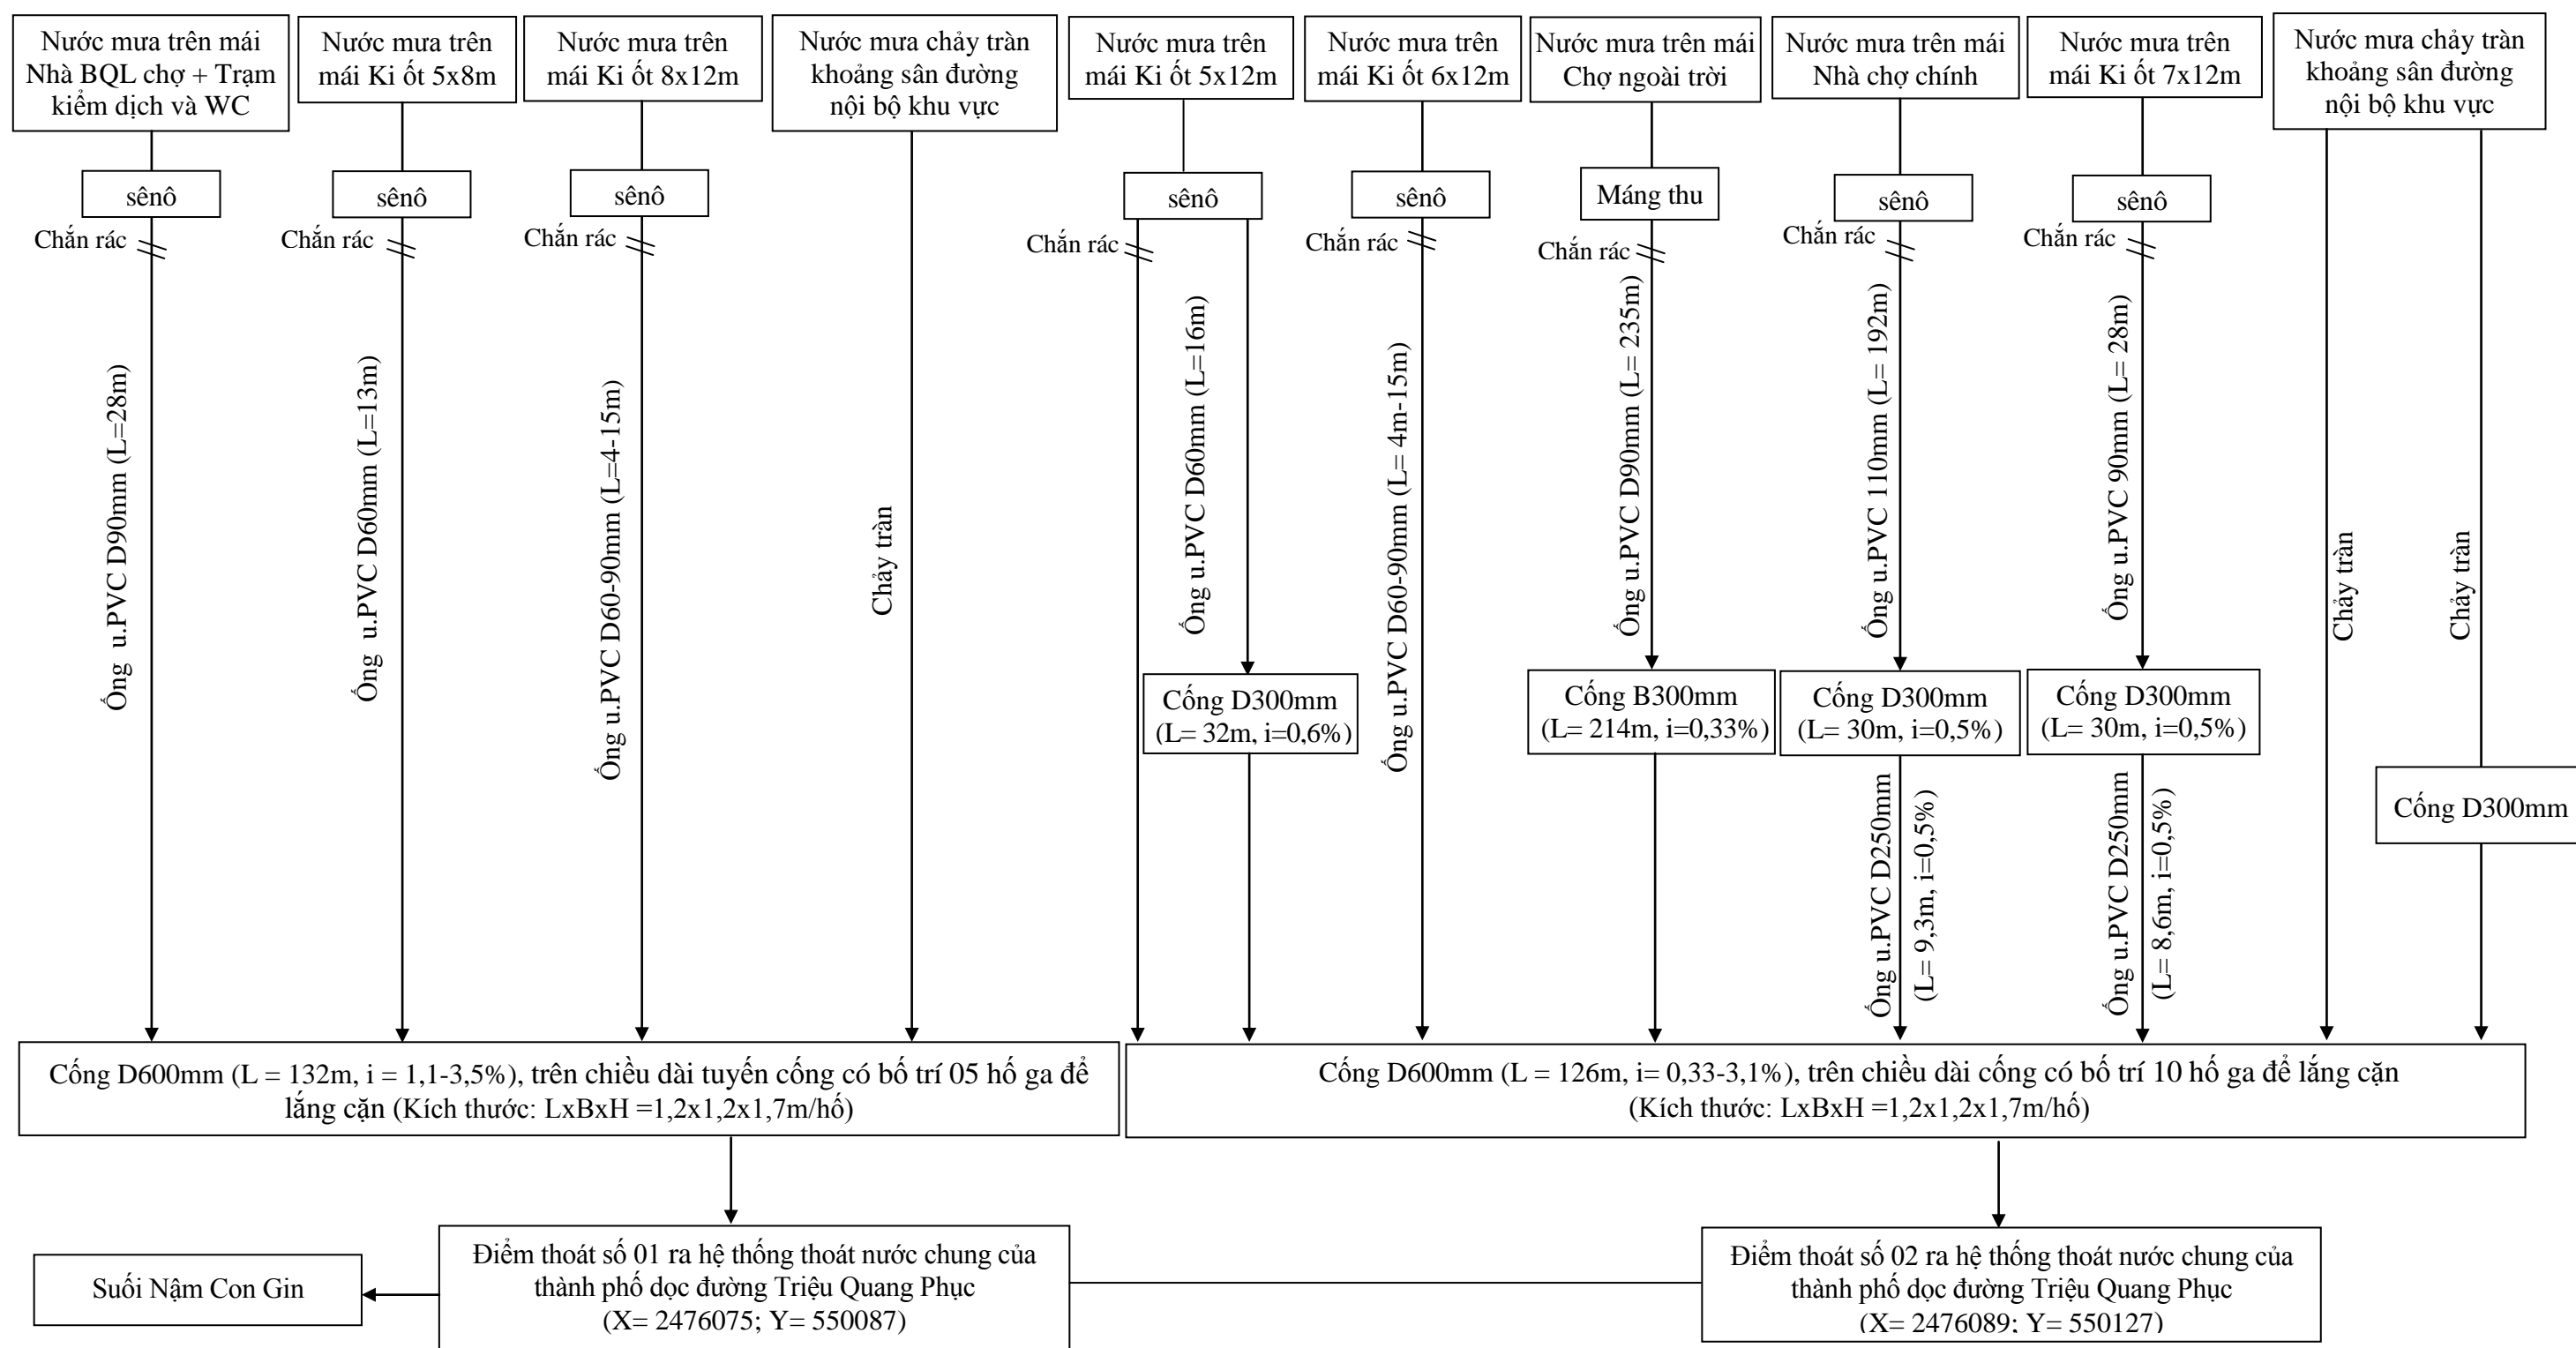 Nước mưa trên mái
Nhà BQL chợ + Trạm
kiểm dịch và WC
Nước mưa trên
mái Ki ốt 5x8m
Nước mưa trên
mái Ki ốt 8x12m
Nước mưa chảy tràn
khoảng sân đường
nội bộ khu vực
Nước mưa trên
mái Ki ốt 5x12m
Nước mưa trên
mái Ki ốt 6x12m
Nước mưa trên mái
Chợ ngoài trời
Nước mưa trên mái
Nhà chợ chính
Nước mưa trên
mái Ki ốt 7x12m
Nước mưa chảy tràn
khoảng sân đường
nội bộ khu vực
sênô
sênô
sênô
sênô
sênô
Máng thu
sênô
sênô
Chắn rác
Chắn rác
Chắn rác
Chắn rác
Chắn rác
Chắn rác
Chắn rác
Chắn rác
Ống u.PVC D90mm (L=28m)
Ống u.PVC D60mm (L=13m)
Ống u.PVC D60-90mm (L=4-15m)
Chảy tràn
Ống u.PVC D60mm (L=16m)
Ống u.PVC D60-90mm (L= 4m-15m)
Ống u.PVC D90mm (L= 235m)
Ống u.PVC 110mm (L= 192m)
Ống u.PVC 90mm (L= 28m)
Chảy tràn
Chảy tràn
Cống D300mm
(L= 32m, i=0,6%)
Cống B300mm
(L= 214m, i=0,33%)
Cống D300mm
(L= 30m, i=0,5%)
Cống D300mm
(L= 30m, i=0,5%)
Cống D300mm
Ống u.PVC D250mm
(L= 9,3m, i=0,5%)
Ống u.PVC D250mm
(L= 8,6m, i=0,5%)
Cống D600mm (L = 132m, i = 1,1-3,5%), trên chiều dài tuyến cống có bố trí 05 hố ga để
lắng cặn (Kích thước: LxBxH =1,2x1,2x1,7m/hố)
Cống D600mm (L = 126m, i= 0,33-3,1%), trên chiều dài cống có bố trí 10 hố ga để lắng cặn
(Kích thước: LxBxH =1,2x1,2x1,7m/hố)
Suối Nậm Con Gin
Điểm thoát số 01 ra hệ thống thoát nước chung của
thành phố dọc đường Triệu Quang Phục
(X= 2476075; Y= 550087)
Điểm thoát số 02 ra hệ thống thoát nước chung của
thành phố dọc đường Triệu Quang Phục
(X= 2476089; Y= 550127)